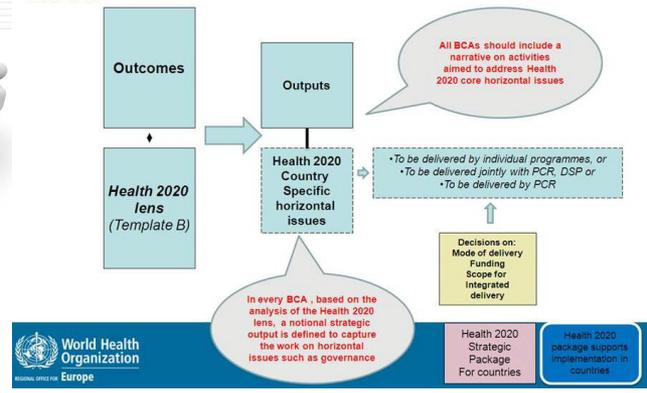 Outcomes
Health 2020
lens
(Template B)
Outputs
Health 2020
Country
Specific
horizontal
issues
All BCAs should include a
narrative on activities
aimed to address Health
2020 core horizontal issues
•To be delivered by individual programmes, or
•To be delivered jointly with PCR, DSP or
•To be delivered by PCR
Decisions on:
Mode of delivery
Funding
Scope for
Integrated
delivery
In every BCA , based on the
analysis of the Health 2020
lens, a notional strategic
output is defined to capture
the work on horizontal
issues such as governance
World Health
Organization
REGIONAL OFFICE FOR Europe
Health 2020
Strategic
Package
For countries
Health 2020
package supports
implementation in
countries